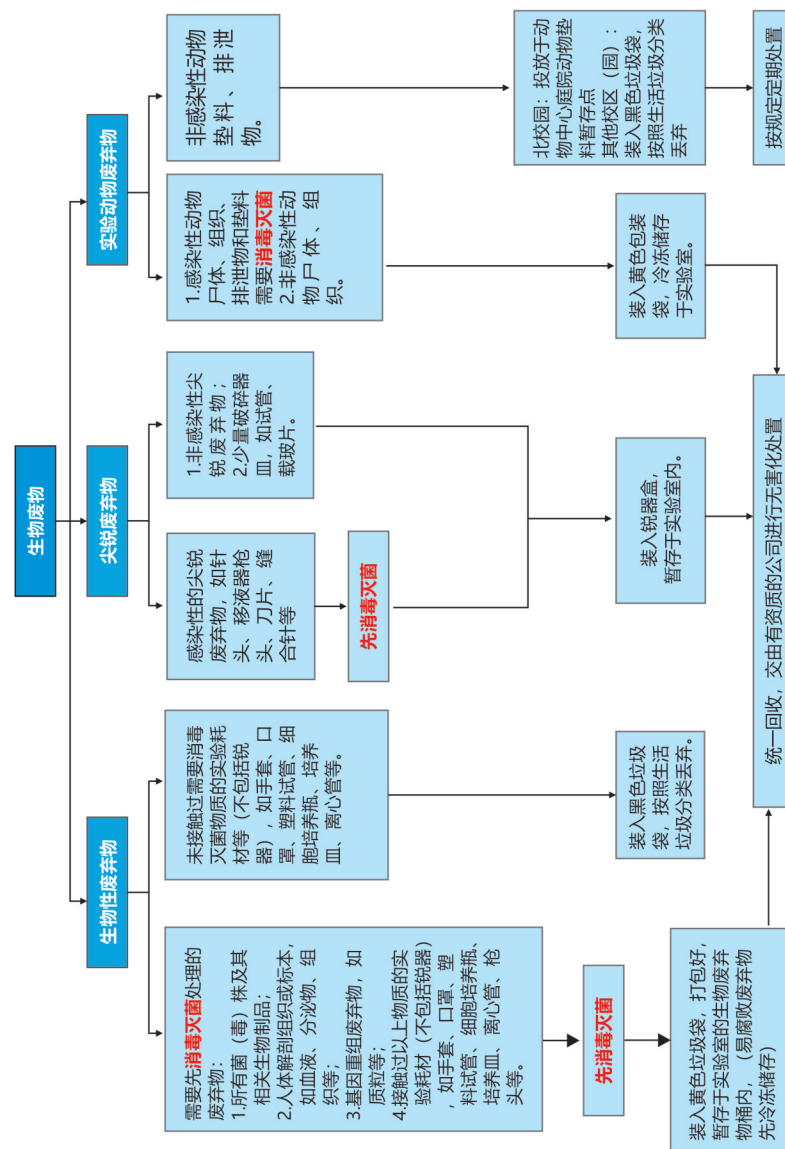 生物废物
生物性废弃物
尖锐废弃物
实验动物废弃物
需要先消毒灭菌处理的
废弃物：
1.所有菌（毒）株及其
相关生物制品；
2.人体解剖组织或标本，
如血液、分泌物、组
织等；
3.基因重组废弃物，如
质粒等；
4.接触过以上物质的实
验耗材（不包括锐器）
，如手套、口罩、塑
料试管、细胞培养瓶、
培养皿、离心管、枪
头等。
未接触过需要消毒
灭菌物质的实验耗
材等（不包括锐
器），如手套、口
罩、塑料试管、细
胞培养瓶、培养
皿、离心管等。
感染性的尖锐
废弃物，如针
头、移液器枪
头、刀片、缝
合针等
1.非感染性尖
锐废弃物；
2.少量破碎器
皿，如试管、
载玻片。
1.感染性动物
尸体、组织、
排泄物和垫料
需要消毒灭菌
2.非感染性动
物尸体、组
织。
非感染性动物
垫料、排泄
物。
先消毒灭菌
先消毒灭菌
装入黄色垃圾袋，打包好，
暂存于实验室的生物废弃
物桶内，（易腐败废弃物
先冷冻储存）
装入黑色垃圾
袋，按照生活
垃圾分类丢弃。
装入锐器盒，
暂存于实验室内。
装入黄色包装
袋，冷冻储存
于实验室。
北校园：投放于动
物中心庭院动物垫
料暂存点
其他校区（园）：
装入黑色垃圾袋，
按照生活垃圾分类
丢弃
统一回收，交由有资质的公司进行无害化处置
按规定定期处置